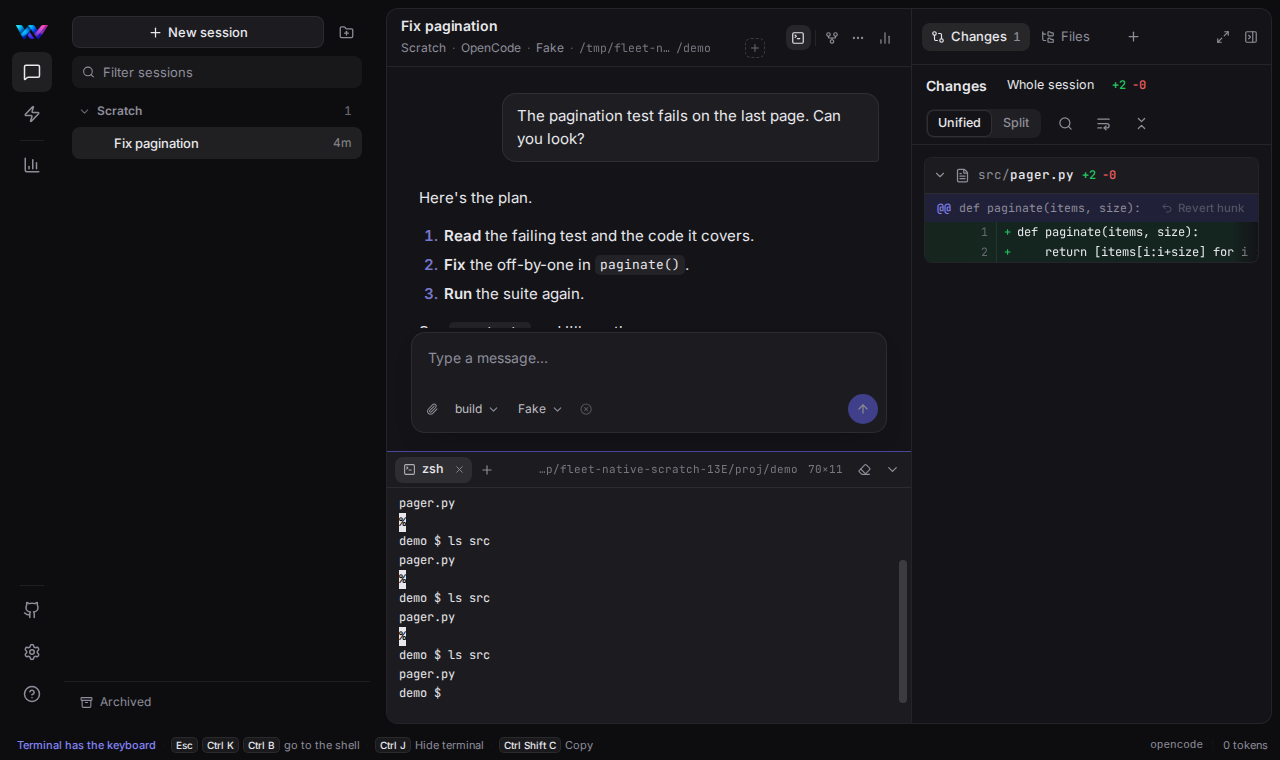 New session
Filter sessions
Scratch 1
Fix pagination 4m
Archived
Fix pagination
Scratch · OpenCode · Fake · /tmp/fleet-n… /demo
The pagination test fails on the last page. Can
you look?
Here's the plan.
1. Read the failing test and the code it covers.
2. Fix the off-by-one in paginate().
3. Run the suite again.
Type a message...
build
Fake
zsh
…p/fleet-native-scratch-13E/proj/demo 70×11
pager.py
%
demo $ ls src
pager.py
%
demo $ ls src
pager.py
%
demo $ ls src
pager.py
demo $
Changes 1
Files
Changes Whole session +2 -0
Unified Split
src/pager.py +2 -0
@@ def paginate(items, size): Revert hunk
1 + def paginate(items, size):
2 + return [items[i:i+size] for i
Terminal has the keyboard Esc Ctrl K Ctrl B go to the shell Ctrl J Hide terminal Ctrl Shift C Copy
opencode 0 tokens